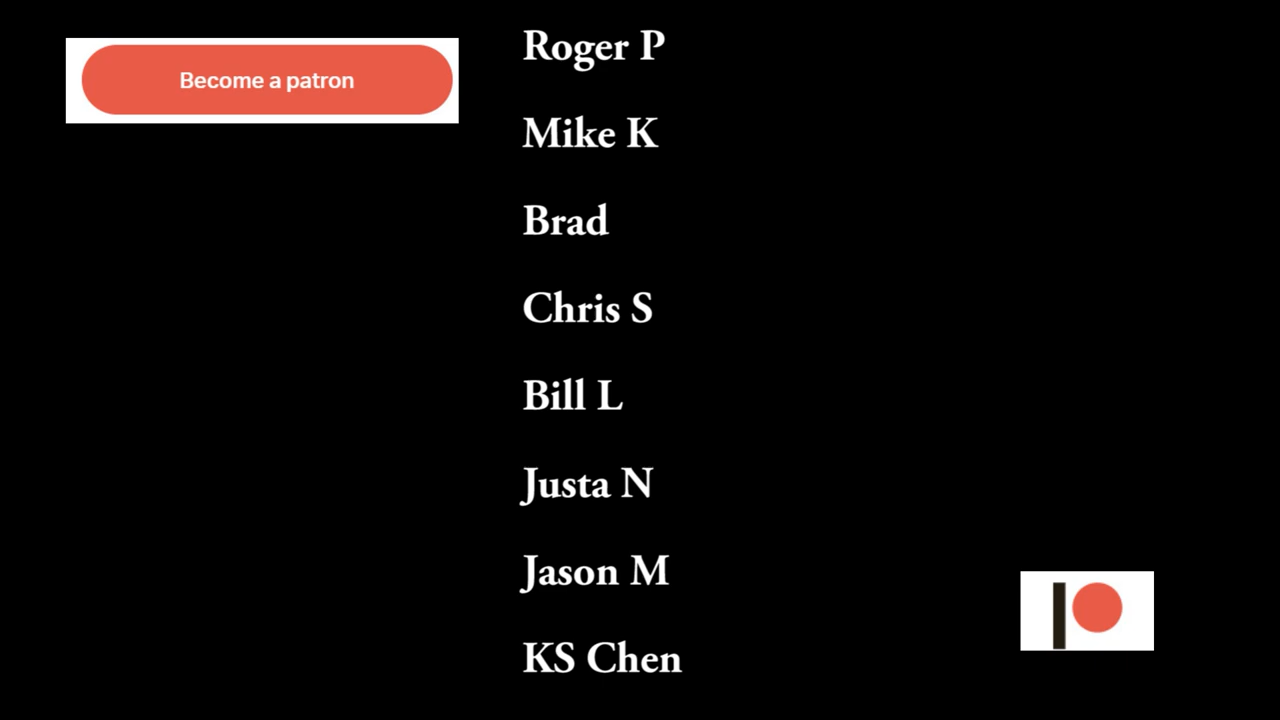 Become a patron
Roger P
Mike K
Brad
Chris S
Bill L
Justa N
Jason M
KS Chen